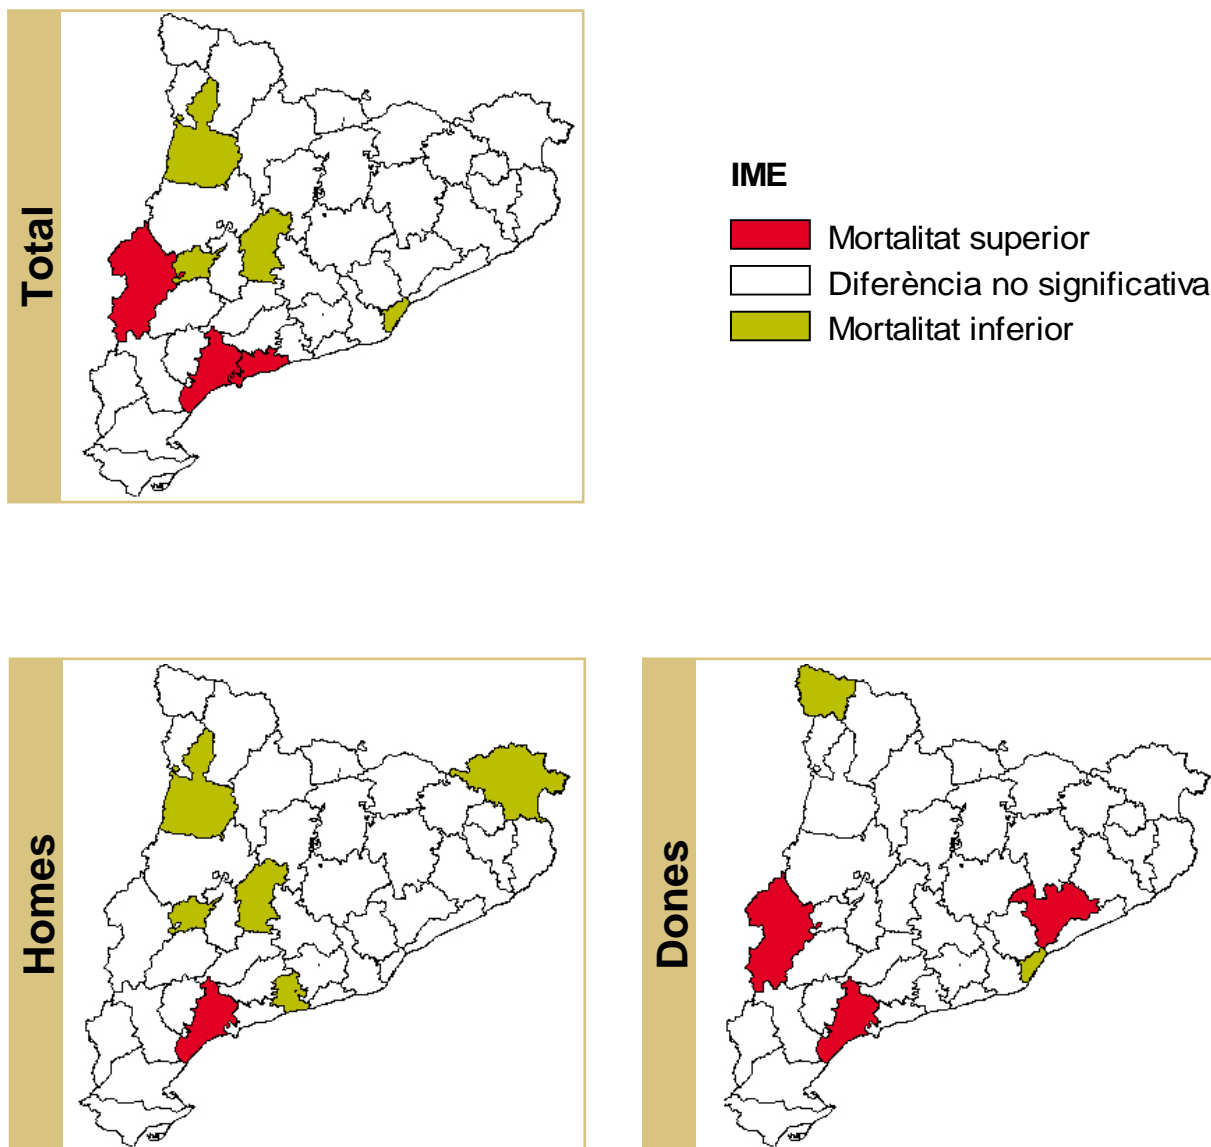 Total
IME
Mortalitat superior
Diferència no significativa
Mortalitat inferior
Homes
Dones